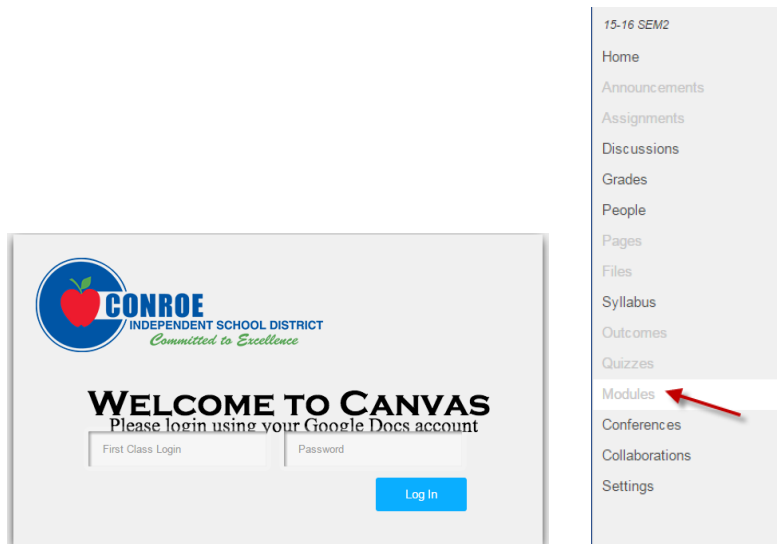 CONROE
INDEPENDENT SCHOOL DISTRICT
Committed to Excellence
WELCOME TO CANVAS
Please login using your Google Docs account
First Class Login
Password
Log In
15-16 SEM2
Home
Announcements
Assignments
Discussions
Grades
People
Pages
Files
Syllabus
Outcomes
Quizzes
Modules
Conferences
Collaborations
Settings